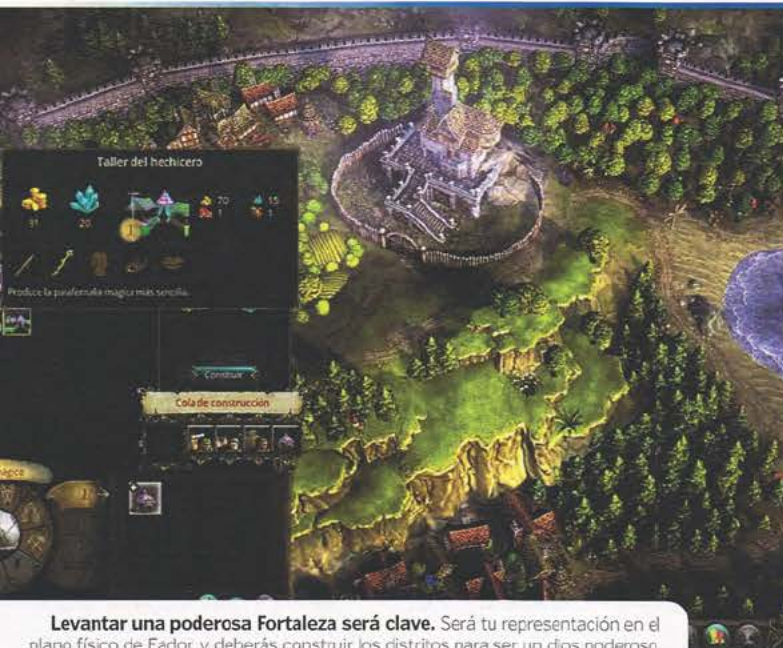 Taller del hechicero
70
15
91
20
1
1
Produce la parafernalia mágica más sencilla.
Construir
Cola de construcción
Levantar una poderosa Fortaleza será clave. Será tu representación en el
plano físico de Eador, y deberás construir los distritos para ser un dios poderoso.